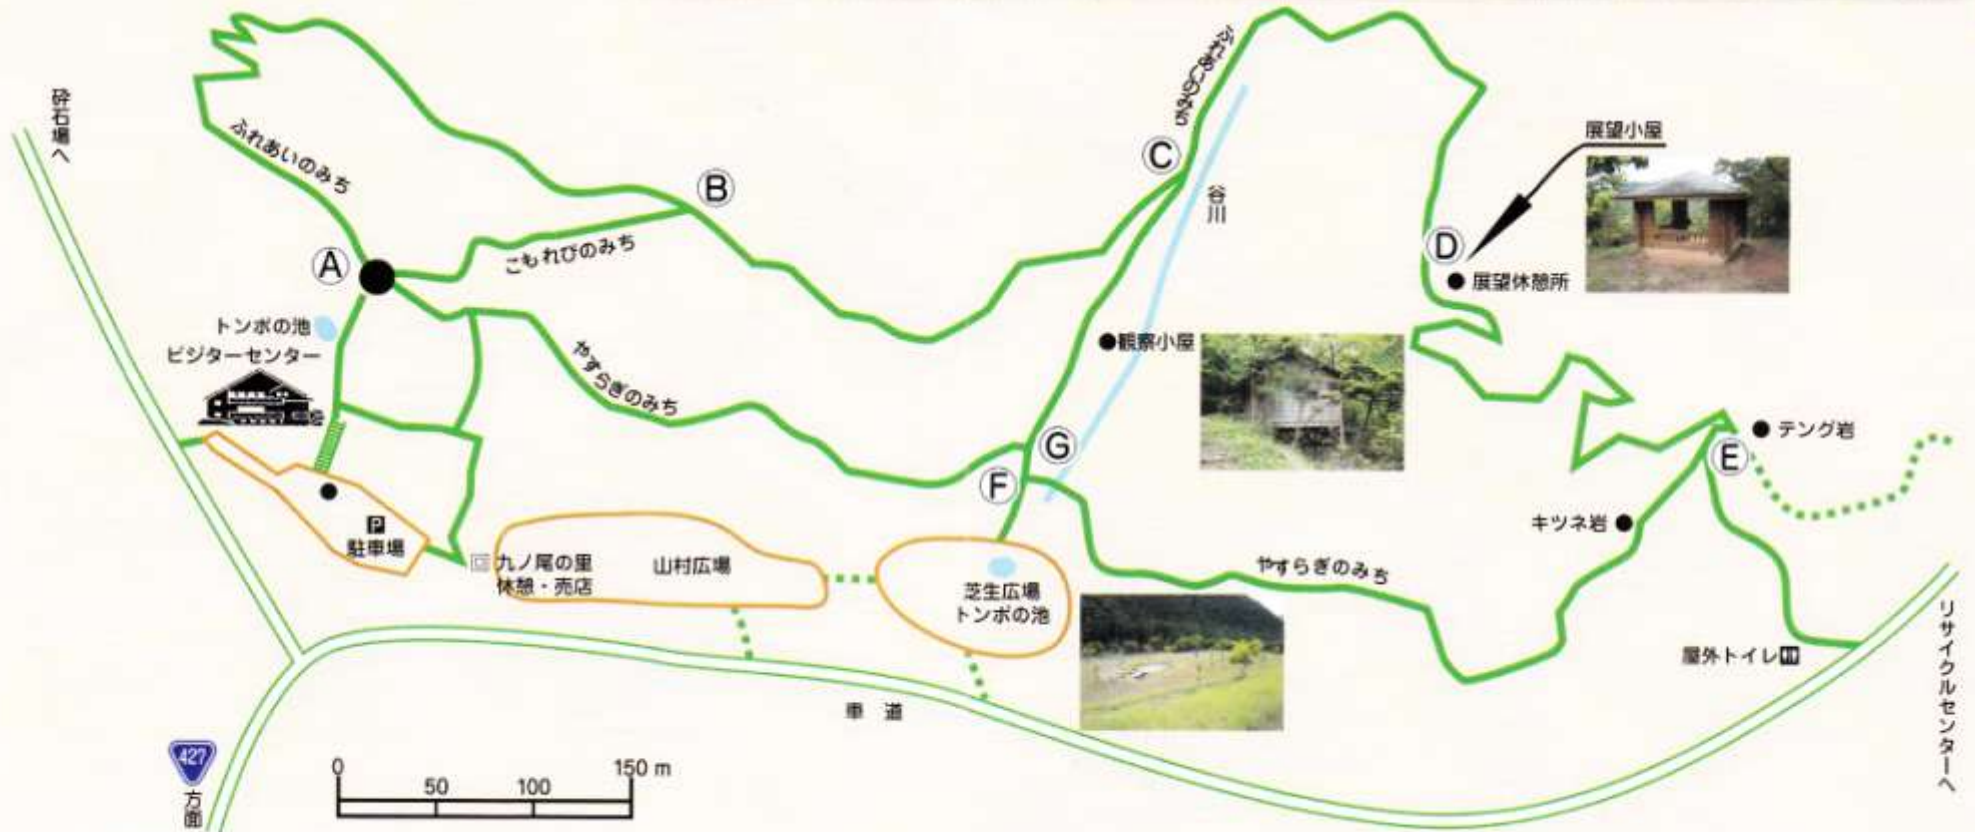 砕石場へ
ふれあいのみち
A
こもれびのみち
B
トンボの池
ビジターセンター
P
駐車場
やすらぎのみち
九ノ尾の里
休憩・売店
山村広場
ふれあいのみち
C
谷川
観察小屋
G
F
芝生広場
トンボの池
展望小屋
D
展望休憩所
テング岩
E
キツネ岩
やすらぎのみち
屋外トイレ
リサイクルセンターへ
車道
427
方面
0 50 100 150 m